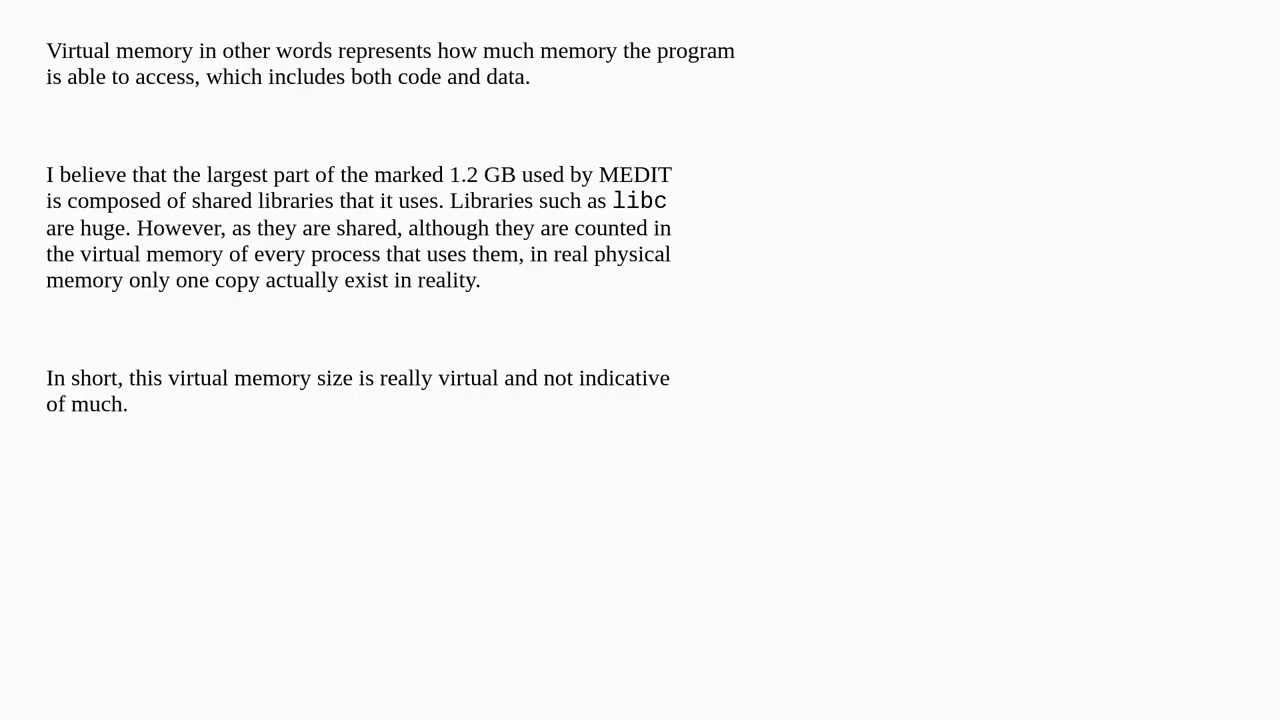 Virtual memory in other words represents how much memory the program
is able to access, which includes both code and data.
I believe that the largest part of the marked 1.2 GB used by MEDIT
is composed of shared libraries that it uses. Libraries such as libc
are huge. However, as they are shared, although they are counted in
the virtual memory of every process that uses them, in real physical
memory only one copy actually exist in reality.
In short, this virtual memory size is really virtual and not indicative
of much.